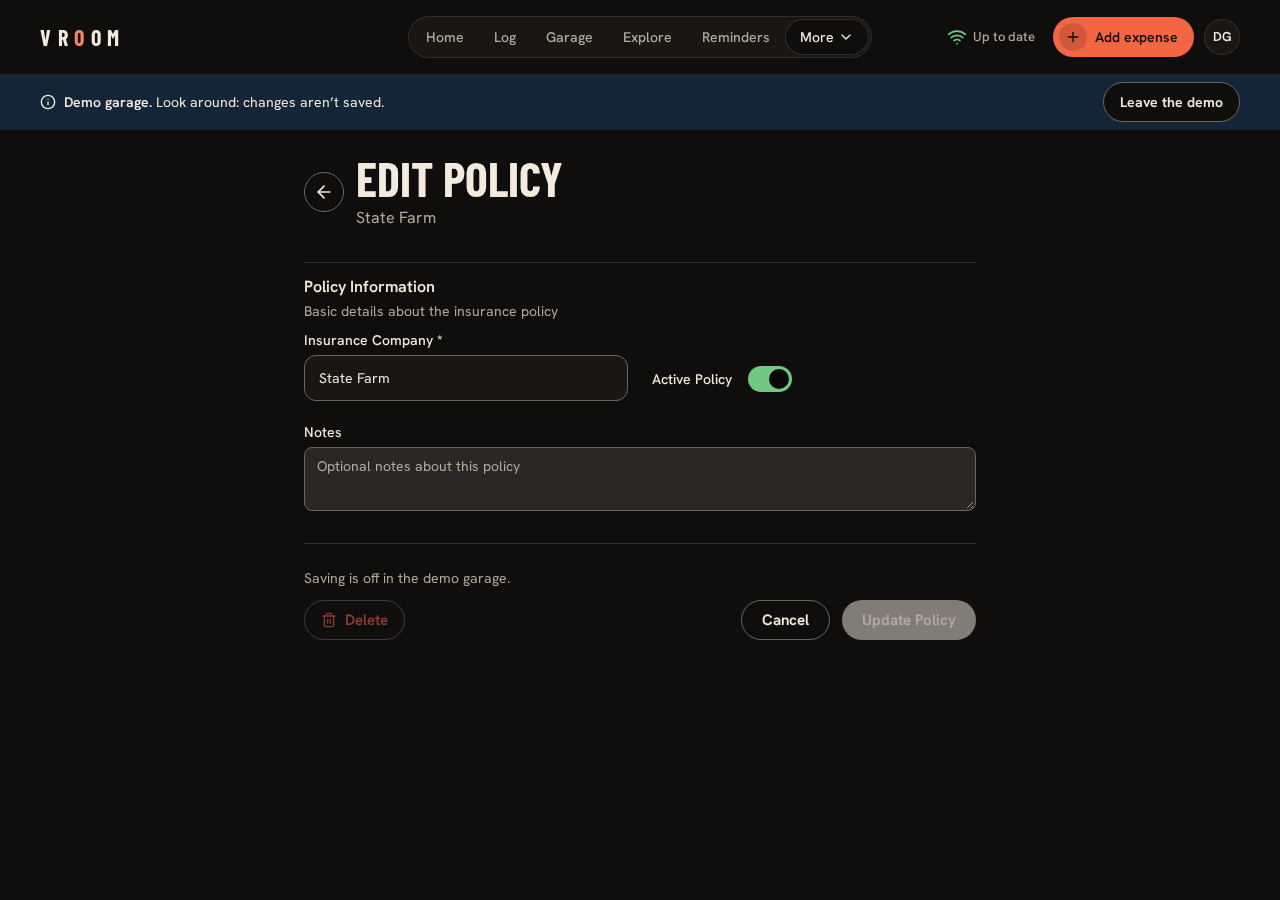 VROOM
Home Log Garage Explore Reminders More
Up to date
Add expense
DG
Demo garage. Look around: changes aren’t saved.
Leave the demo
EDIT POLICY
State Farm
Policy Information
Basic details about the insurance policy
Insurance Company *
State Farm
Active Policy
Notes
Optional notes about this policy
Saving is off in the demo garage.
Delete
Cancel
Update Policy